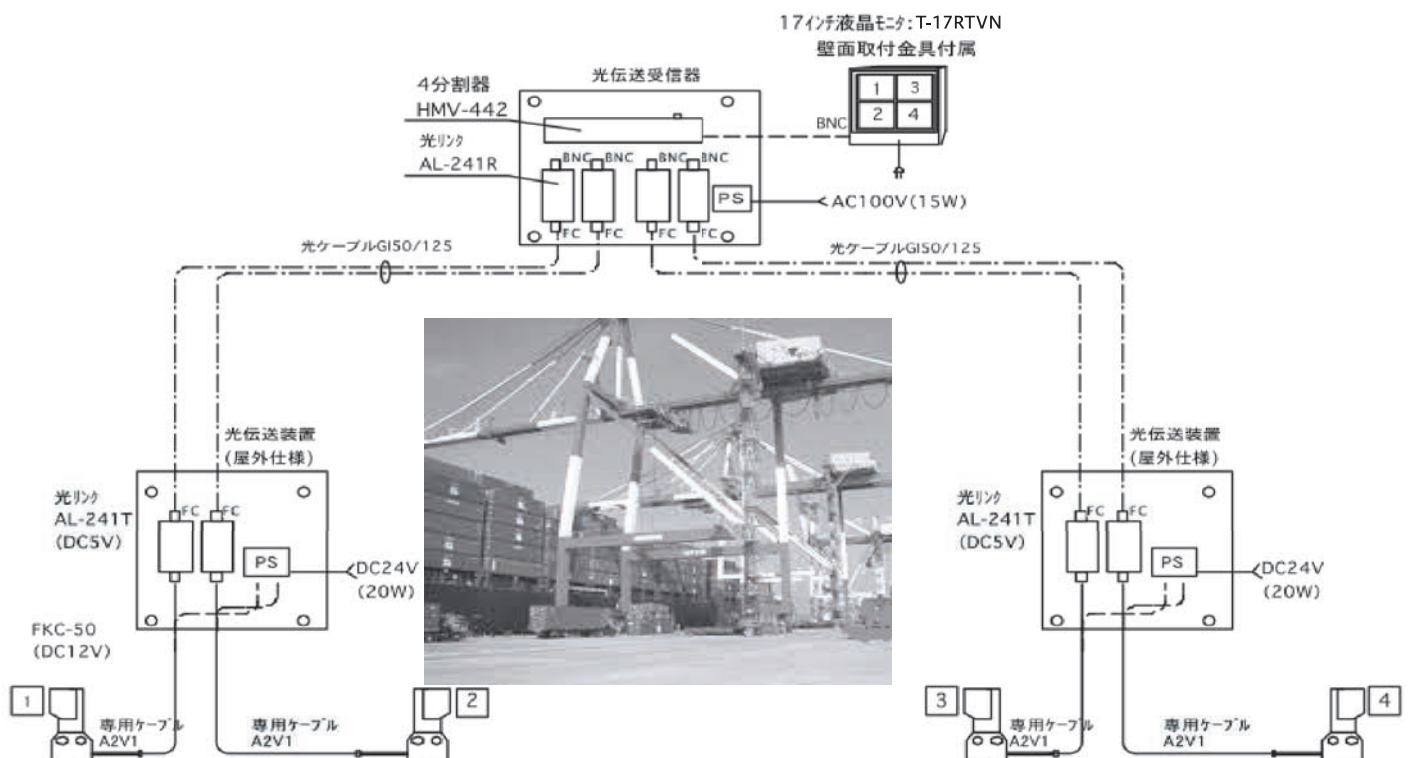 17インチ液晶モニタ:T-17RTVN
壁面取付金具付属
光伝送受信器
4分割器
HMV-442
光リンク
AL-241R
1 3
2 4
BNC
BNC BNC BNC BNC
PS
AC100V(15W)
FC FC FC FC
光ケーブルGI50/125
光ケーブルGI50/125
光伝送装置
(屋外仕様)
光リンク
AL-241T
(DC5V)
FC FC
PS
DC24V
(20W)
FKC-50
(DC12V)
1
専用ケーブル
A2V1
専用ケーブル
A2V1
2
光伝送装置
(屋外仕様)
光リンク
AL-241T
(DC5V)
FC FC
PS
DC24V
(20W)
3
専用ケーブル
A2V1
専用ケーブル
A2V1
4